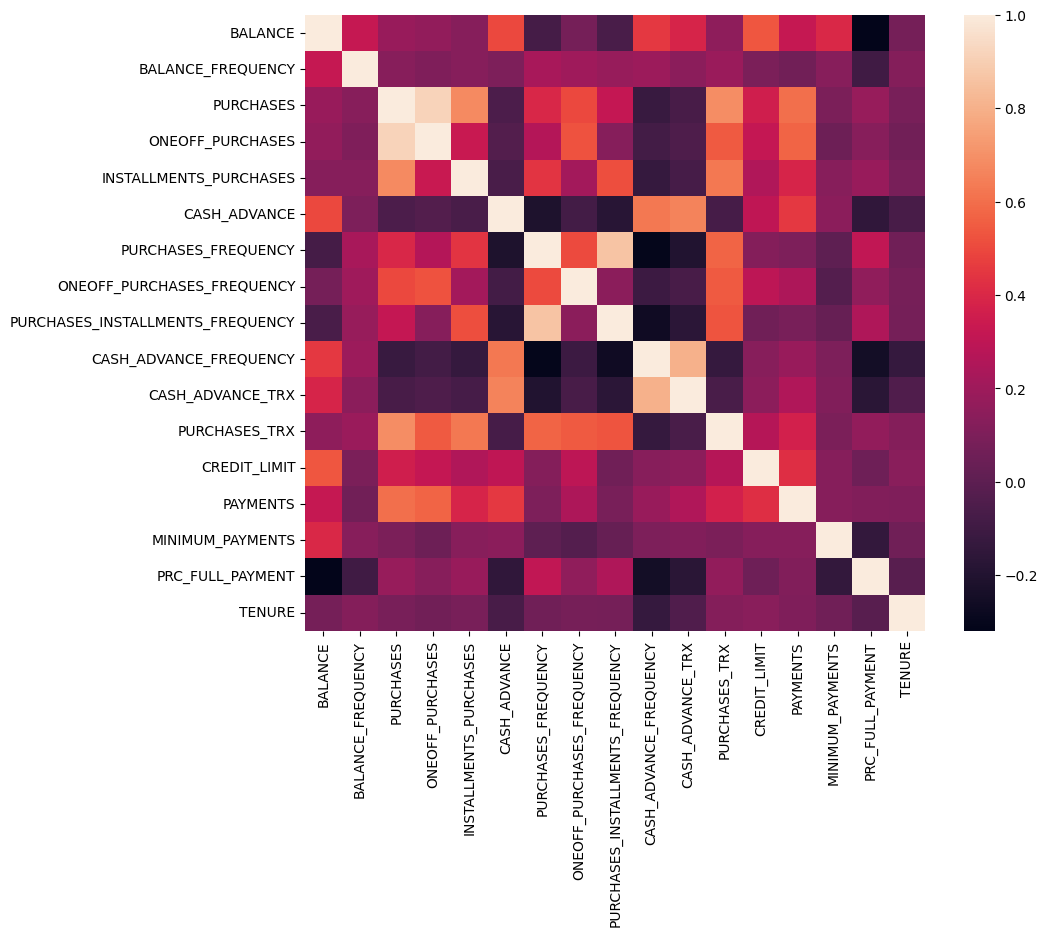 BALANCE
BALANCE_FREQUENCY
PURCHASES
ONEOFF_PURCHASES
INSTALLMENTS_PURCHASES
CASH_ADVANCE
PURCHASES_FREQUENCY
ONEOFF_PURCHASES_FREQUENCY
PURCHASES_INSTALLMENTS_FREQUENCY
CASH_ADVANCE_FREQUENCY
CASH_ADVANCE_TRX
PURCHASES_TRX
CREDIT_LIMIT
PAYMENTS
MINIMUM_PAYMENTS
PRC_FULL_PAYMENT
TENURE
BALANCE
BALANCE_FREQUENCY
PURCHASES
ONEOFF_PURCHASES
INSTALLMENTS_PURCHASES
CASH_ADVANCE
PURCHASES_FREQUENCY
ONEOFF_PURCHASES_FREQUENCY
PURCHASES_INSTALLMENTS_FREQUENCY
CASH_ADVANCE_FREQUENCY
CASH_ADVANCE_TRX
PURCHASES_TRX
CREDIT_LIMIT
PAYMENTS
MINIMUM_PAYMENTS
PRC_FULL_PAYMENT
TENURE
1.0
0.8
0.6
0.4
0.2
0.0
−0.2